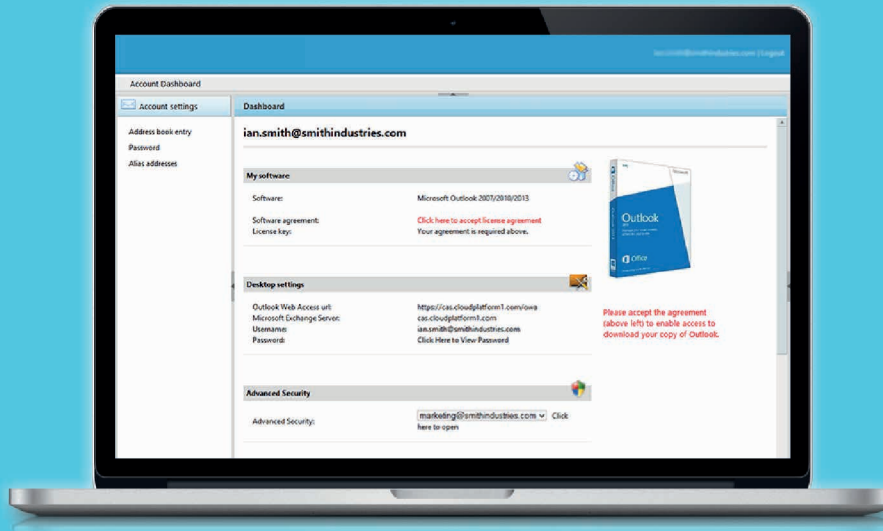 Logout
Account Dashboard
Account settings
Dashboard
Address book entry
Password
Alias addresses
ian.smith@smithindustries.com
My software
Software: Microsoft Outlook 2007/2010/2013
Software agreement: Click here to accept license agreement
License key: Your agreement is required above.
Outlook
Office
Desktop settings
Outlook Web Access url: https://cas.cloudplatform1.com/owa
Microsoft Exchange Server: cas.cloudplatform1.com
Username: ian.smith@smithindustries.com
Password: Click Here to View Password
Please accept the agreement
(above left) to enable access to
download your copy of Outlook.
Advanced Security
Advanced Security: marketing@smithindustries.com Click
here to open